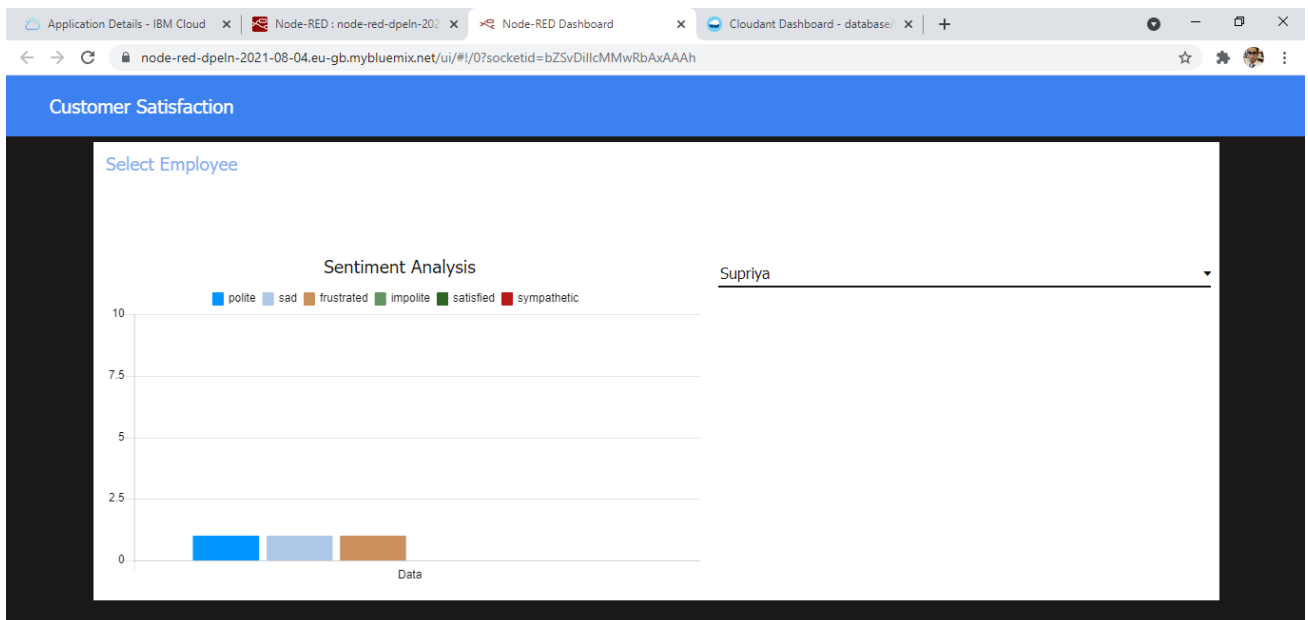 Application Details - IBM Cloud
Node-RED : node-red-dpeln-202
Node-RED Dashboard
Cloudant Dashboard - database/
node-red-dpeln-2021-08-04.eu-gb.mybluemix.net/ui/#!/0?socketid=bZSvDiIlcMMwRbAxAAAh
Customer Satisfaction
Select Employee
Sentiment Analysis
polite sad frustrated impolite satisfied sympathetic
Supriya
10
7.5
5
2.5
0
Data